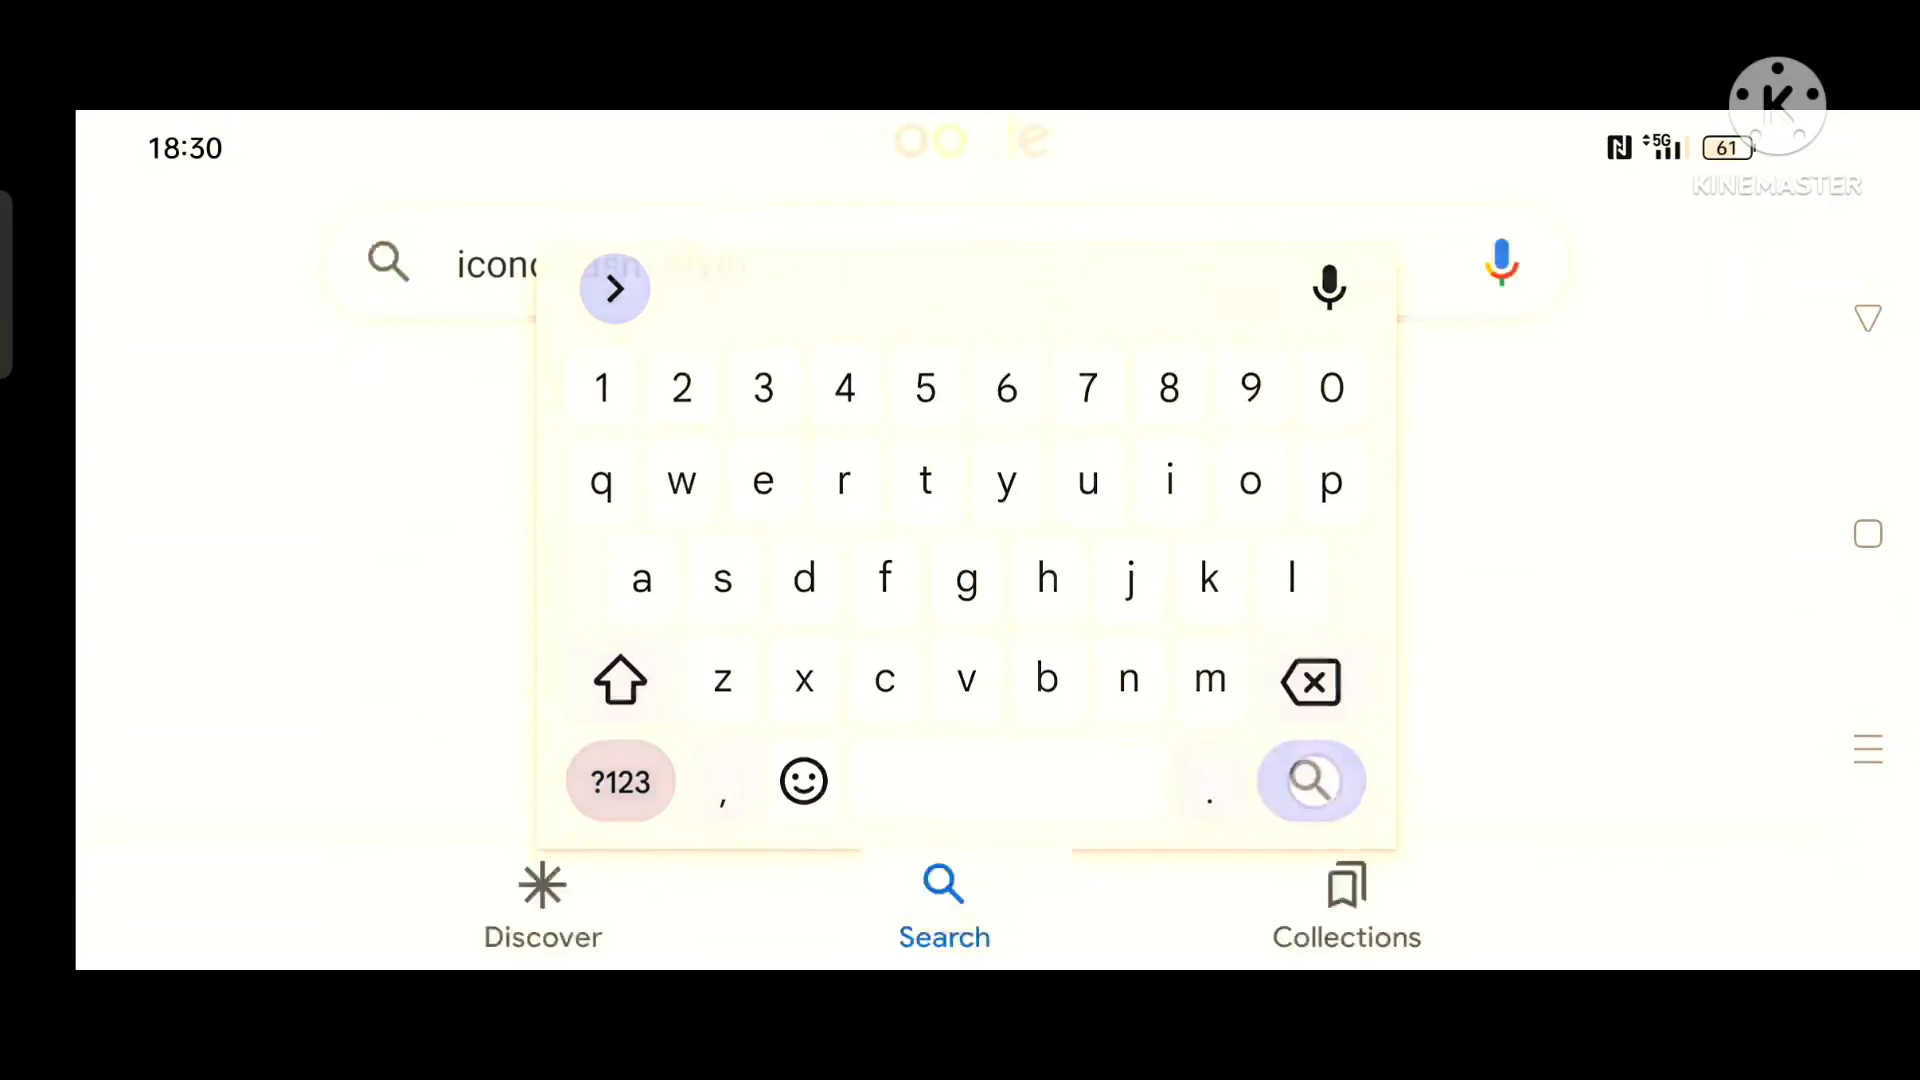 18:30
5G
61
KINEMASTER
icon
1 2 3 4 5 6 7 8 9 0
q w e r t y u i o p
a s d f g h j k l
z x c v b n m
?123 , .
Discover
Search
Collections